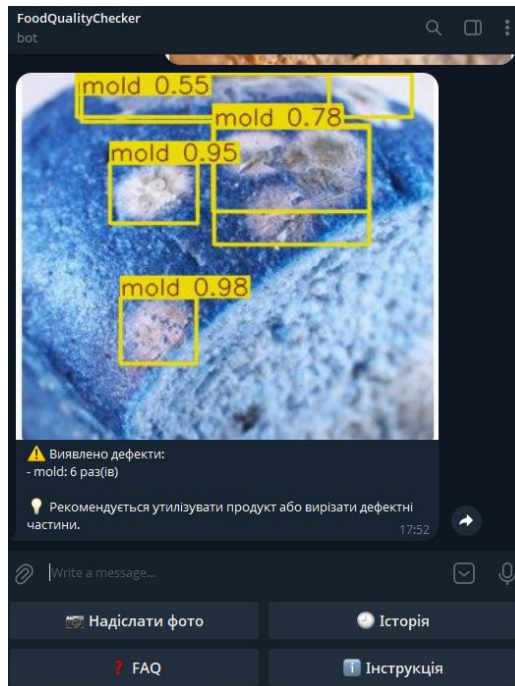 FoodQualityChecker
bot
mold 0.55
mold 0.78
mold 0.95
mold 0.98
⚠️ Виявлено дефекти:
- mold: 6 раз(ів)
💡 Рекомендується утилізувати продукт або вирізати дефектні
частини.
17:52
Write a message...
📷 Надіслати фото
🕘 Історія
❓ FAQ
ℹ️ Інструкція